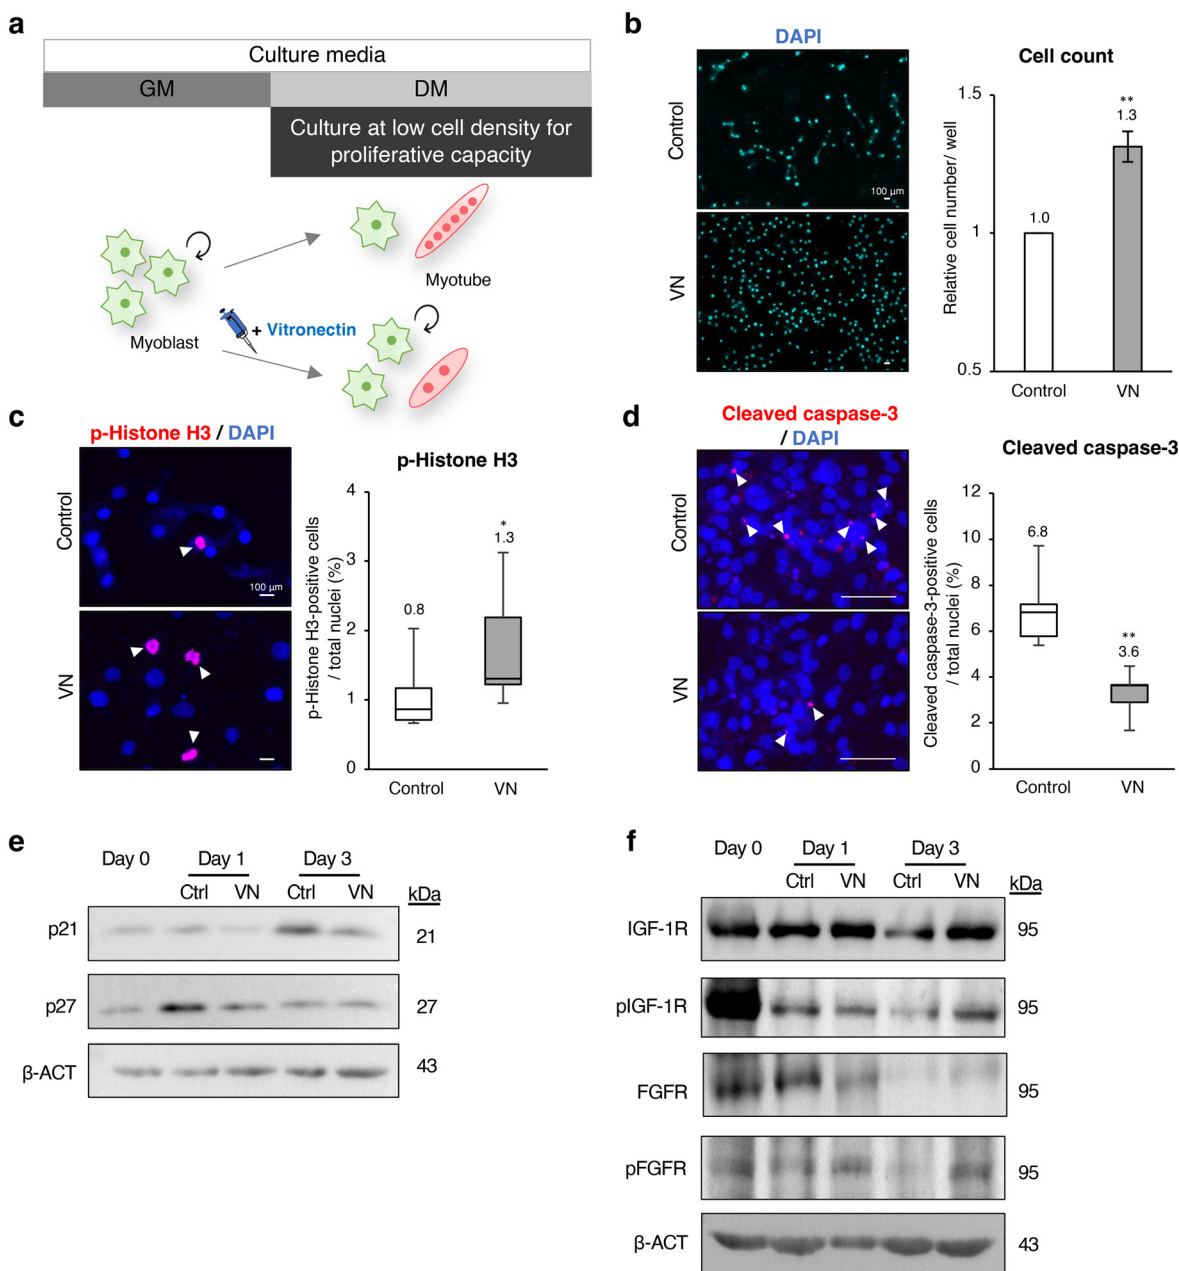 a
Culture media
GM
DM
Culture at low cell density for
proliferative capacity
Myotube
Myoblast
+ Vitronectin
b
DAPI
Control
100 µm
VN
Cell count
Relative cell number/ well
1.5
1
0.5
1.0
**
1.3
Control
VN
c
p-Histone H3 / DAPI
Control
100 µm
VN
p-Histone H3
p-Histone H3-positive cells
/ total nuclei (%)
4
3
2
1
0
0.8
*
1.3
Control
VN
d
Cleaved caspase-3
/ DAPI
Control
VN
Cleaved caspase-3
Cleaved caspase-3-positive cells
/ total nuclei (%)
12
10
8
6
4
2
0
6.8
**
3.6
Control
VN
e
Day 0
Day 1
Day 3
Ctrl
VN
Ctrl
VN
kDa
p21
21
p27
27
β-ACT
43
f
Day 0
Day 1
Day 3
Ctrl
VN
Ctrl
VN
kDa
IGF-1R
95
pIGF-1R
95
FGFR
95
pFGFR
95
β-ACT
43